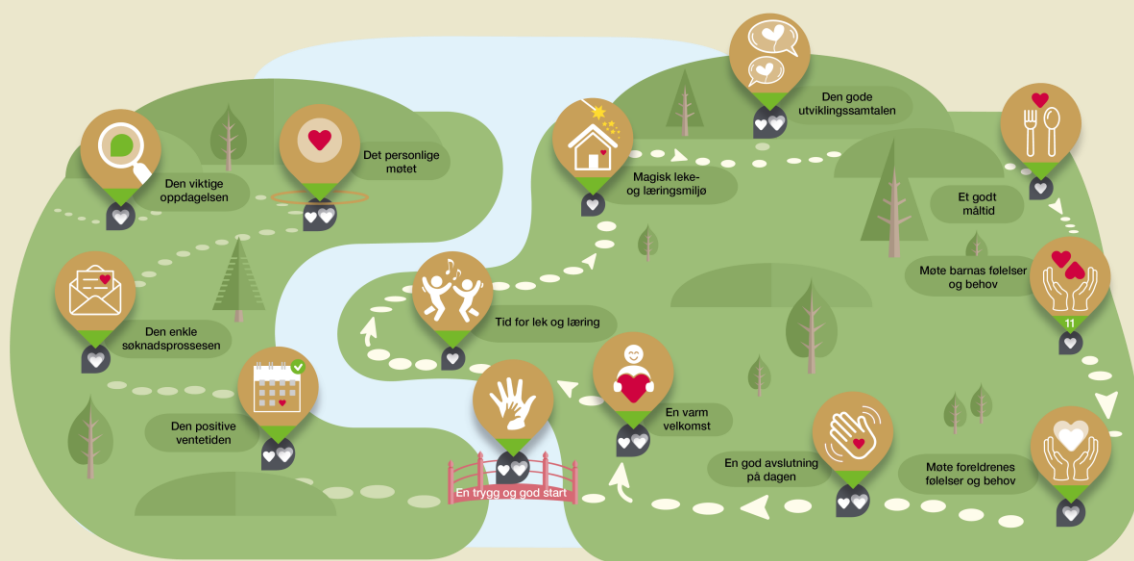 Den viktige
oppdagelsen
Det personlige
møtet
Den enkle
søknadsprossesen
Den positive
ventetiden
En trygg og god start
En varm
velkomst
Tid for lek og læring
Magisk leke-
og læringsmiljø
Den gode
utviklingssamtalen
Et godt
måltid
Møte barnas følelser
og behov
11
Møte foreldrenes
følelser og behov
En god avslutning
på dagen